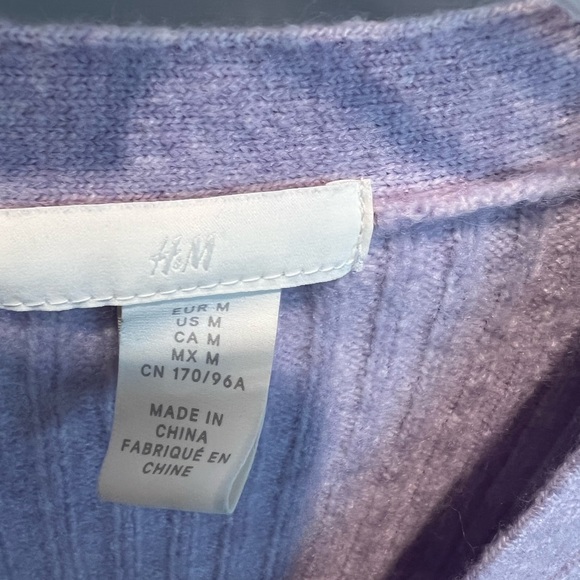 H&M
EUR M
US M
CA M
MX M
CN 170/96A
MADE IN
CHINA
FABRIQUÉ EN
CHINE